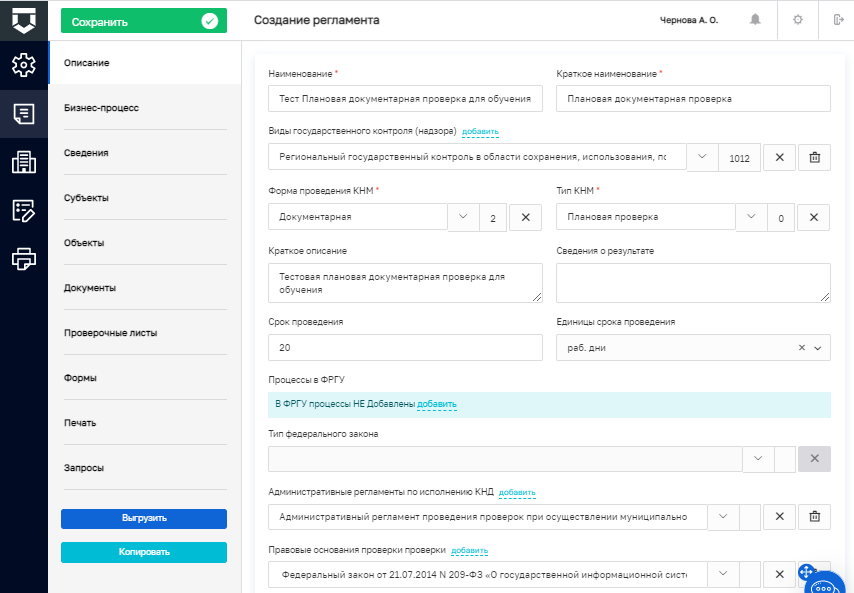 Сохранить
Создание регламента
Чернова А. О.
Описание
Бизнес-процесс
Сведения
Субъекты
Объекты
Документы
Проверочные листы
Формы
Печать
Запросы
Выгрузить
Копировать
Наименование *
Краткое наименование *
Тест Плановая документарная проверка для обучения
Плановая документарная проверка
Виды государственного контроля (надзора) добавить
Региональный государственный контроль в области сохранения, использования, пс
1012
Форма проведения КНМ *
Тип КНМ *
Документарная
2
Плановая проверка
0
Краткое описание
Сведения о результате
Тестовая плановая документарная проверка для
обучения
Срок проведения
Единицы срока проведения
20
раб. дни
Процессы в ФРГУ
В ФРГУ процессы НЕ Добавлены добавить
Тип федерального закона
Административные регламенты по исполнению КНД добавить
Административный регламент проведения проверок при осуществлении муниципально
Правовые основания проверки проверки добавить
Федеральный закон от 21.07.2014 N 209-ФЗ «О государственной информационной систе